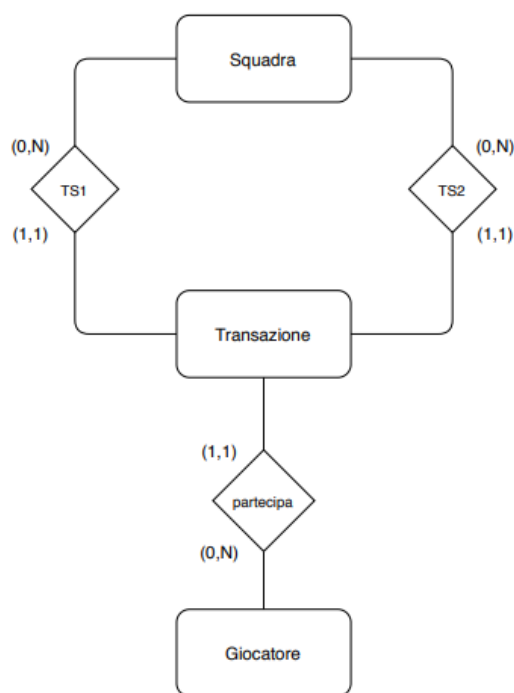 Squadra
(0,N) (0,N)
TS1 TS2
(1,1) (1,1)
Transazione
(1,1)
partecipa
(0,N)
Giocatore